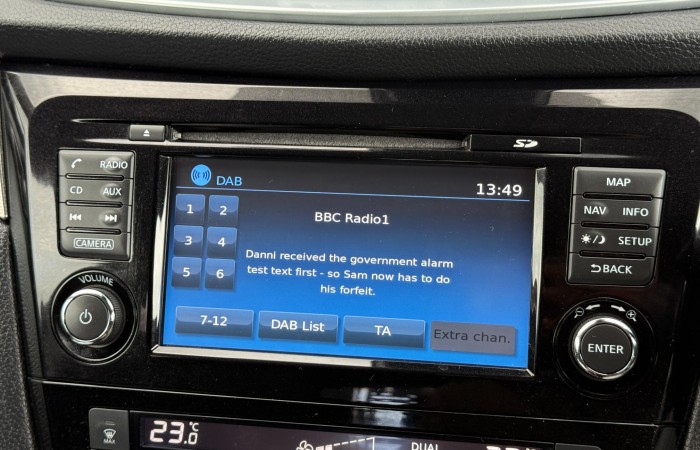 SD
RADIO
CD AUX
CAMERA
VOLUME
DAB
13:49
1 2
3 4
5 6
BBC Radio1
Danni received the government alarm
test text first - so Sam now has to do
his forfeit.
7-12
DAB List
TA
Extra chan.
MAP
NAV INFO
SETUP
BACK
ENTER
MAX
23.0 °C
DUAL